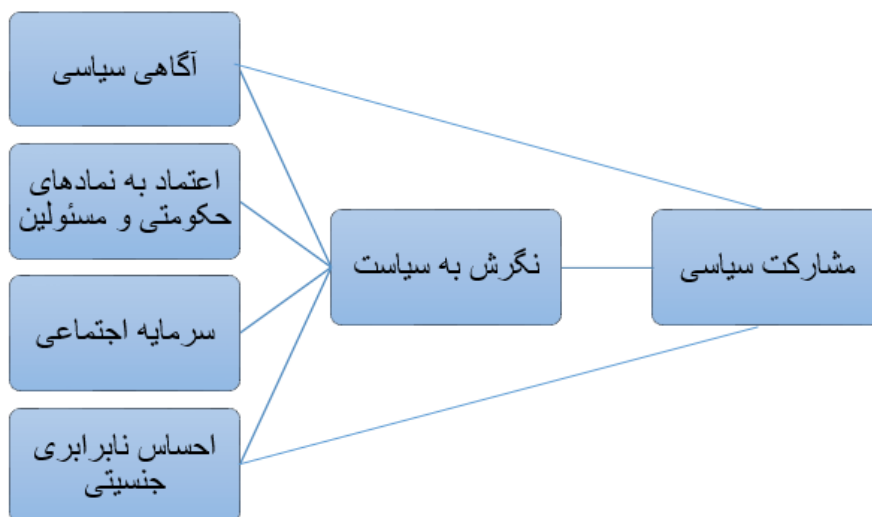 آگاهی سیاسی
اعتماد به نمادهای
حکومتی و مسئولین
سرمایه اجتماعی
احساس نابرابری
جنسیتی
نگرش به سیاست
مشارکت سیاسی